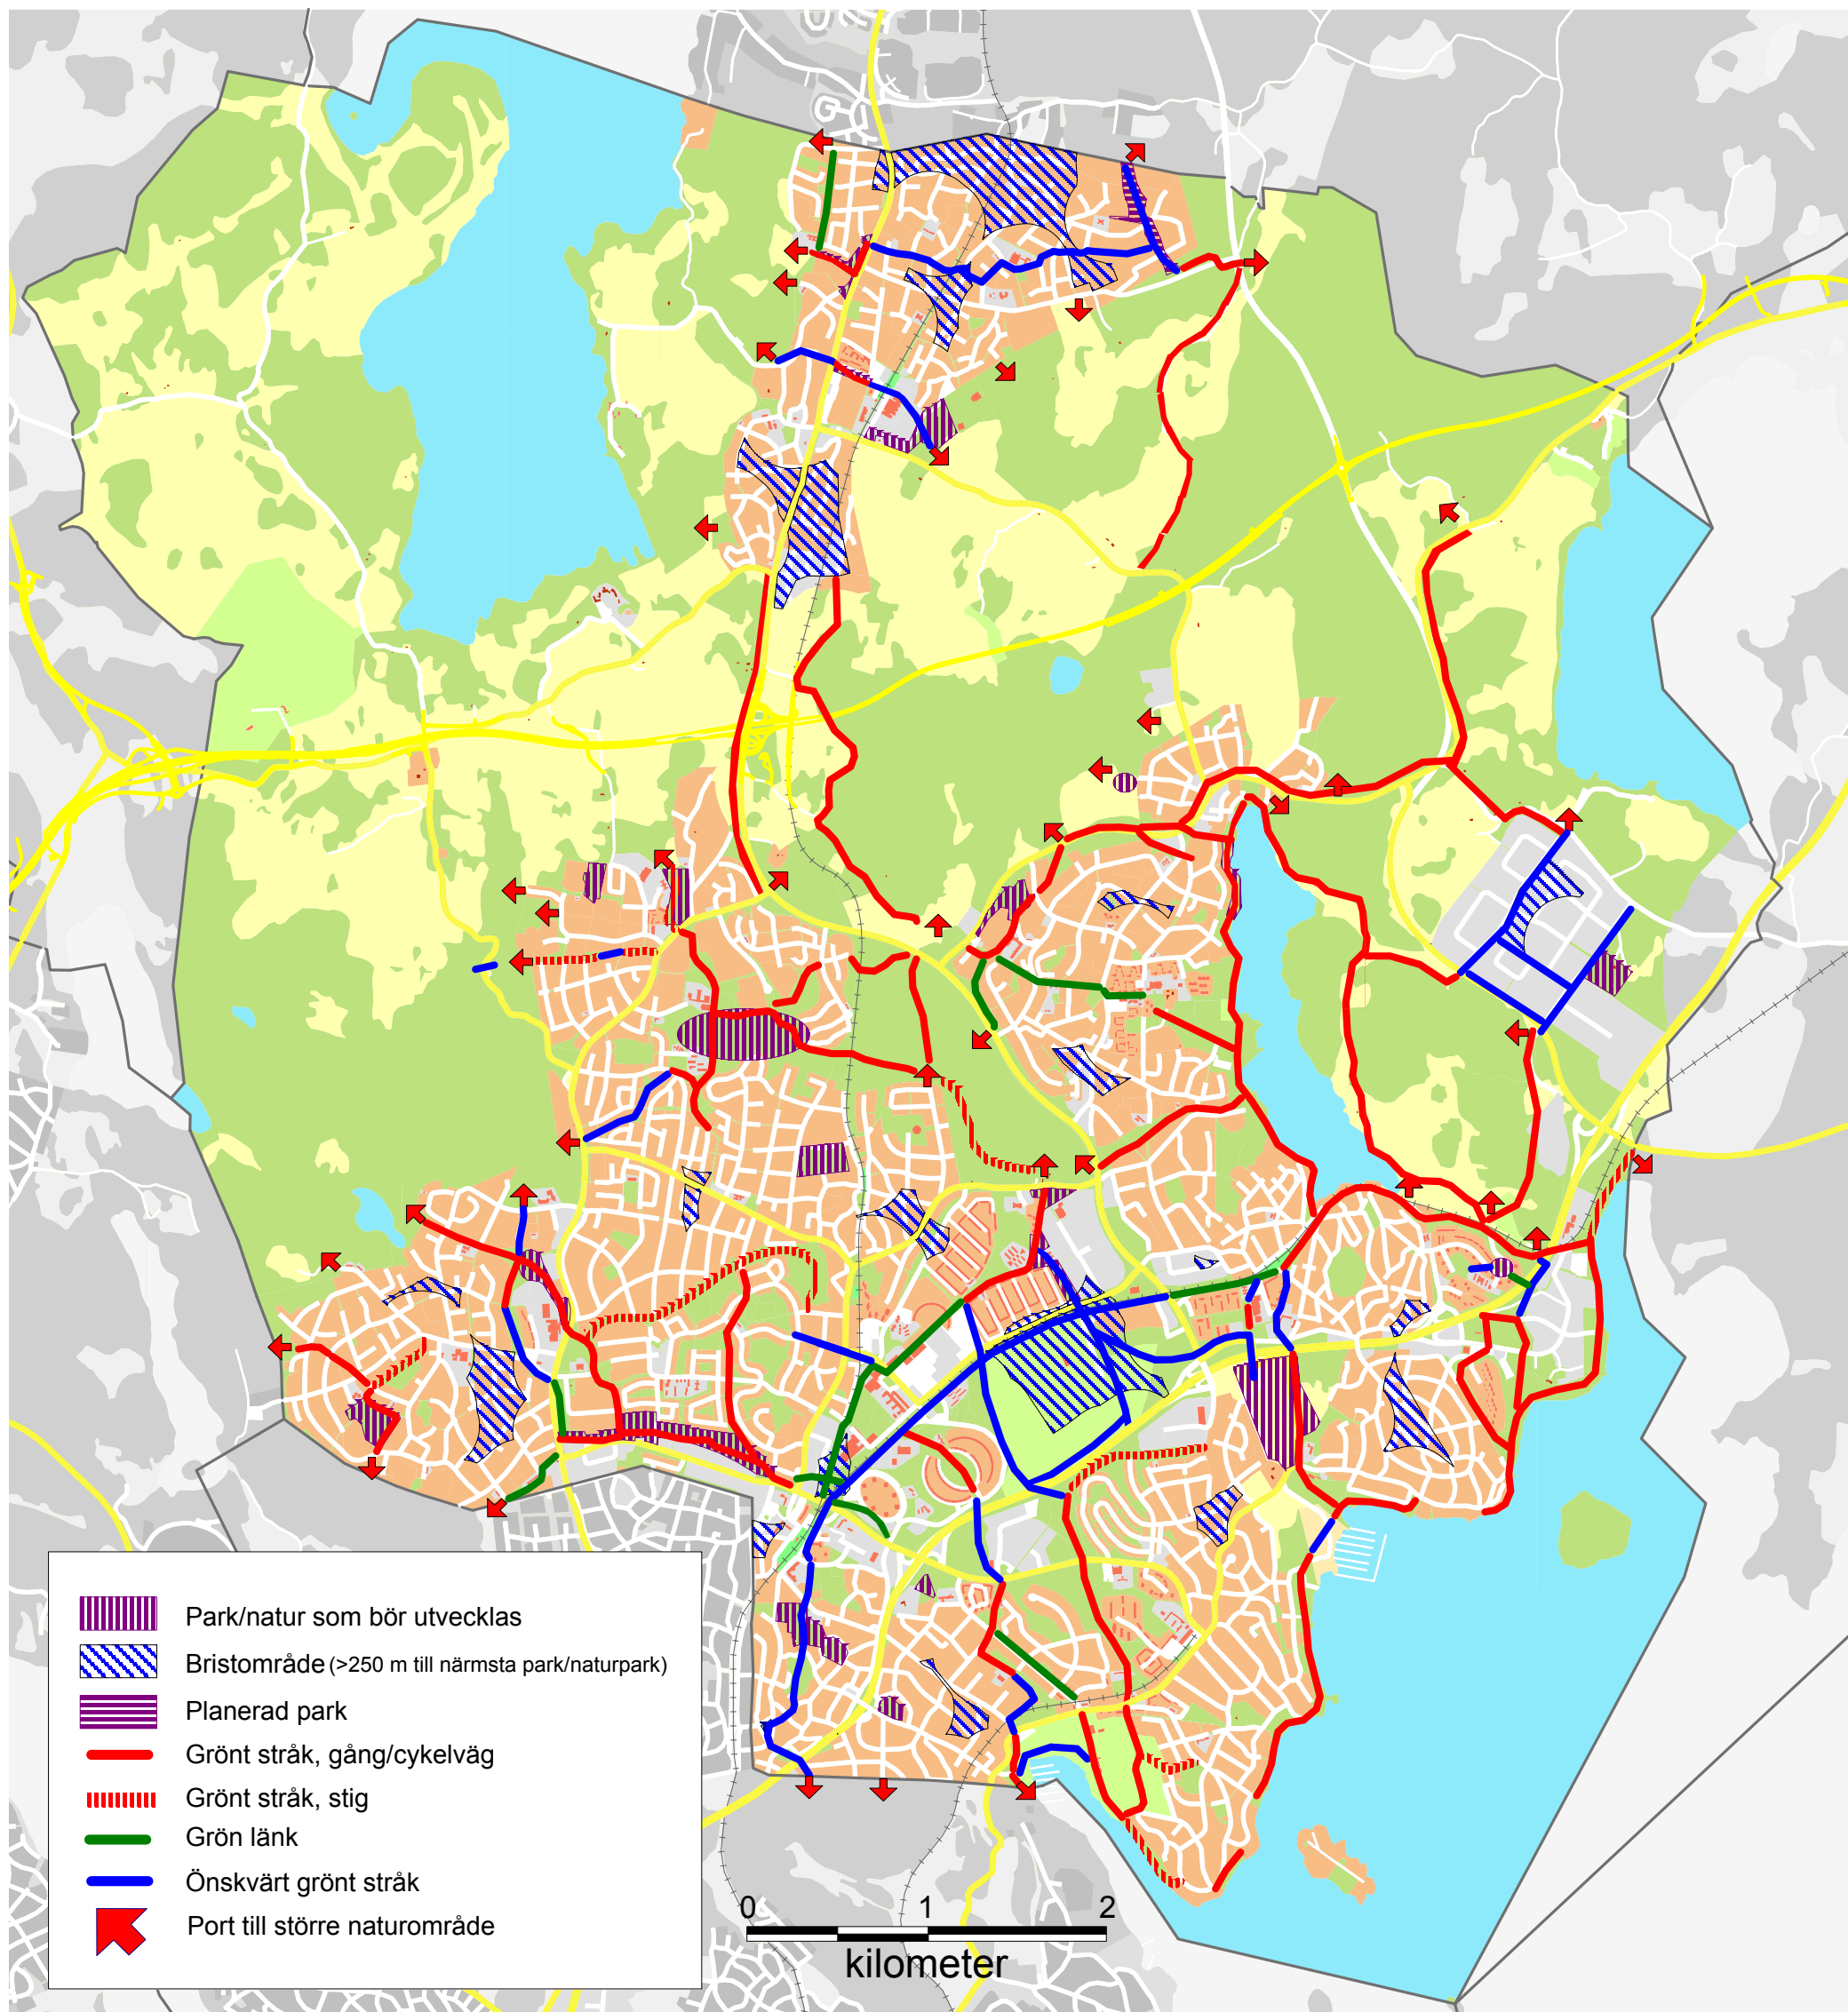 Park/natur som bör utvecklas
Bristområde (>250 m till närmsta park/naturpark)
Planerad park
Grönt stråk, gång/cykelväg
Grönt stråk, stig
Grön länk
Önskvärt grönt stråk
Port till större naturområde
0 1 2
kilometer